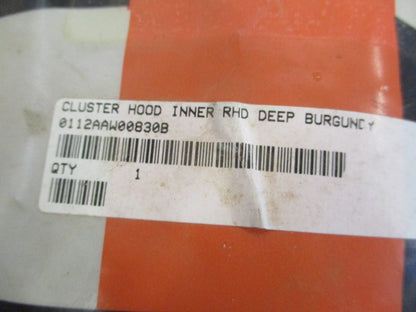 CLUSTER HOOD INNER RHD DEEP BURGUNDY
0112AAW00830B
QTY 1